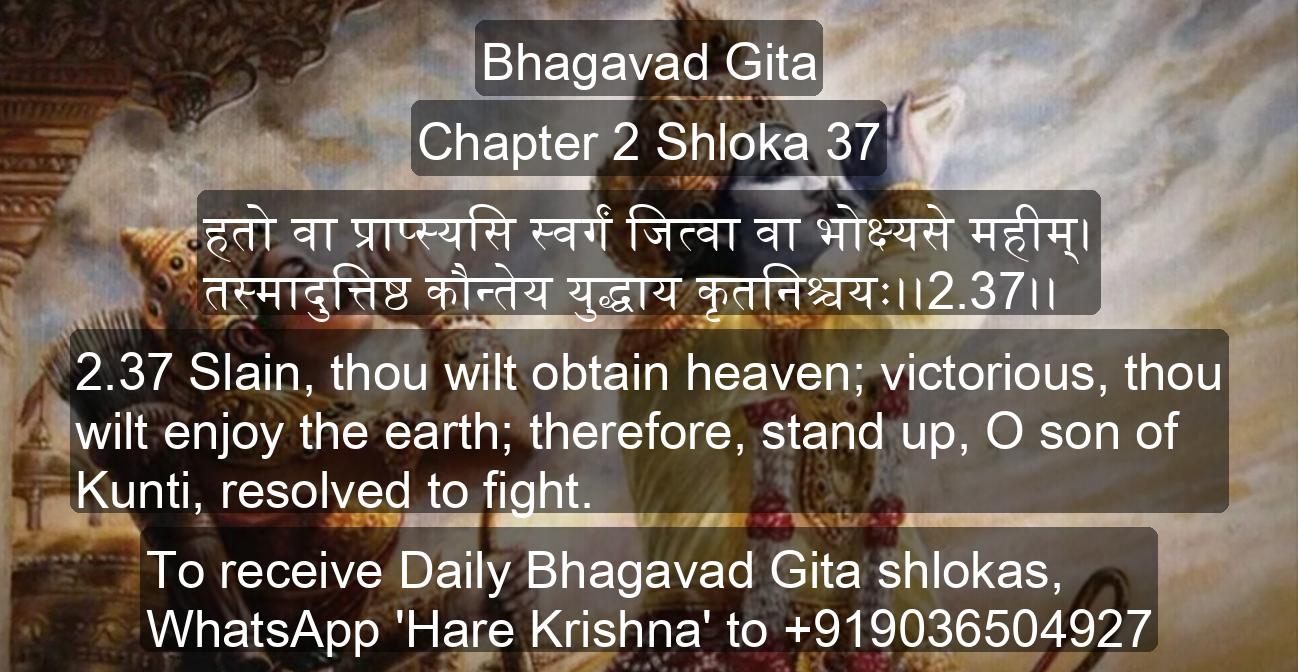 Bhagavad Gita
Chapter 2 Shloka 37
हतो वा प्राप्स्यसि स्वर्गं जित्वा वा भोक्ष्यसे महीम्।
तस्मादुत्तिष्ठ कौन्तेय युद्धाय कृतनिश्चयः।।2.37।।
2.37 Slain, thou wilt obtain heaven; victorious, thou
wilt enjoy the earth; therefore, stand up, O son of
Kunti, resolved to fight.
To receive Daily Bhagavad Gita shlokas,
WhatsApp 'Hare Krishna' to +919036504927